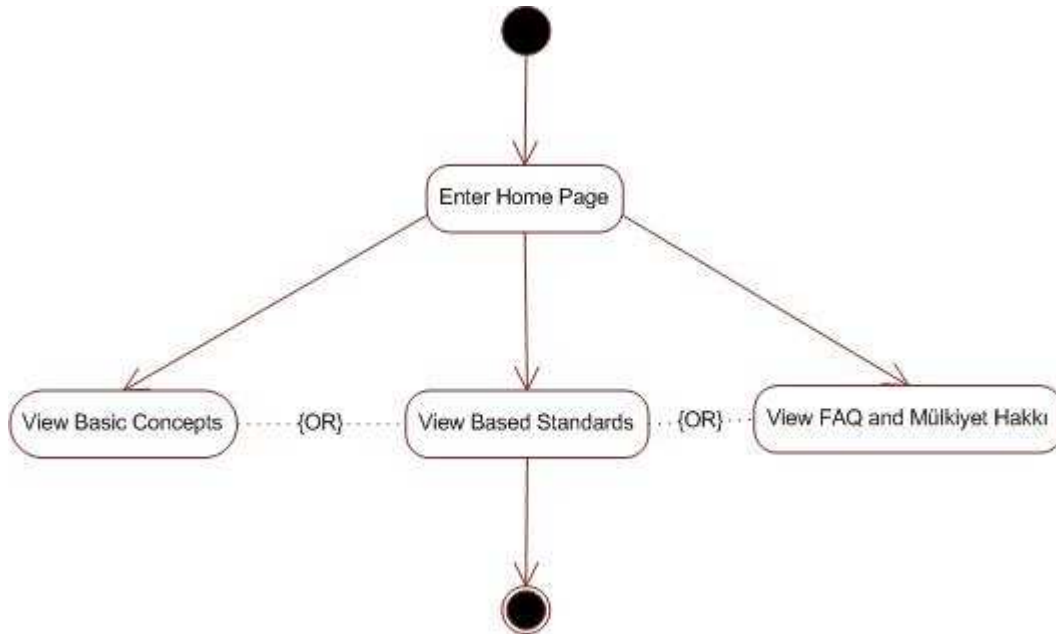 Enter Home Page
View Basic Concepts
{OR}
View Based Standards
{OR}
View FAQ and Mülkiyet Hakkı